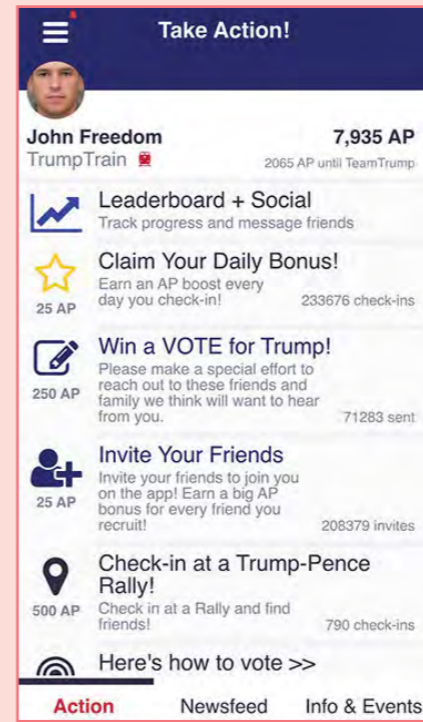 Take Action!
John Freedom
7,935 AP
TrumpTrain
2065 AP until TeamTrump
Leaderboard + Social
Track progress and message friends
Claim Your Daily Bonus!
Earn an AP boost every
day you check-in!
25 AP
233676 check-ins
Win a VOTE for Trump!
Please make a special effort to
reach out to these friends and
family we think will want to hear
from you.
250 AP
71283 sent
Invite Your Friends
Invite your friends to join you
on the app! Earn a big AP
bonus for every friend you
recruit!
25 AP
208379 invites
Check-in at a Trump-Pence
Rally!
Check in at a Rally and find
friends!
500 AP
790 check-ins
Here's how to vote >>
Action Newsfeed Info & Events